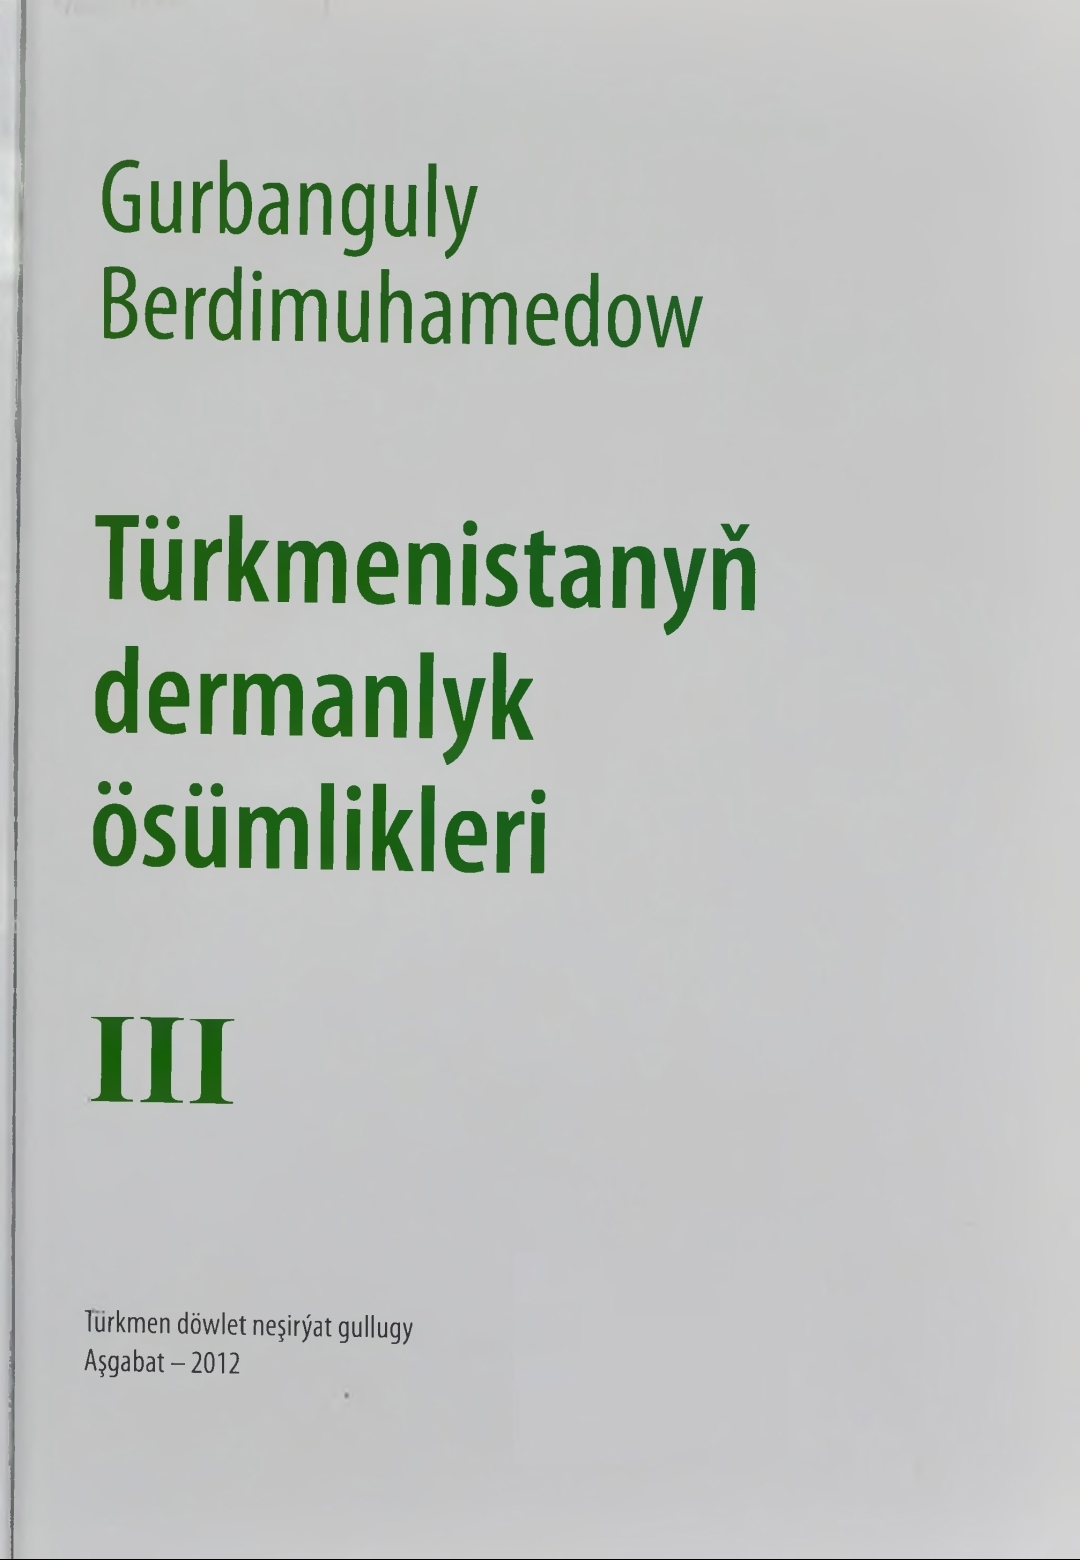 Gurbanguly
Berdimuhamedow
Türkmenistanyň
dermanlyk
ösümlikleri
III
Türkmen döwlet neşirýat gullugy
Aşgabat – 2012